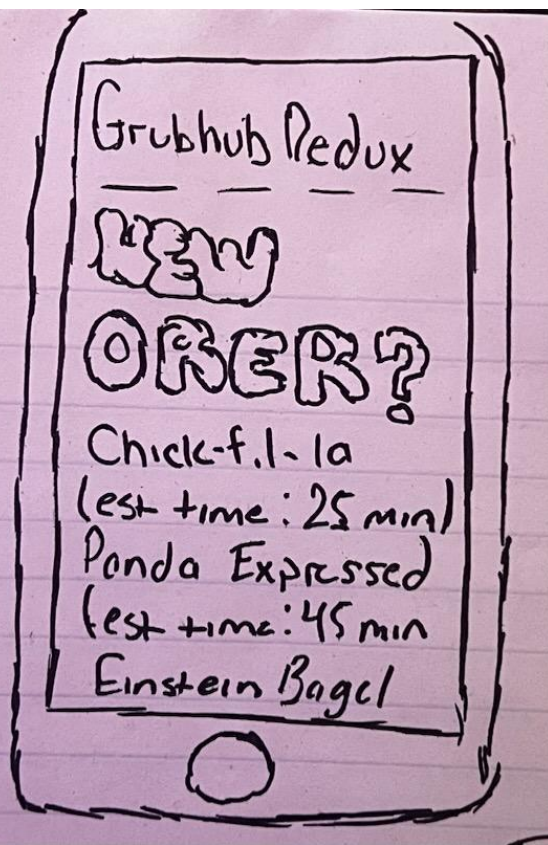 Grubhub Redux
NEW
ORER?
Chick-fil-la
(est time: 25 min)
Panda Expressed
(est time: 45 min
Einstein Bagel